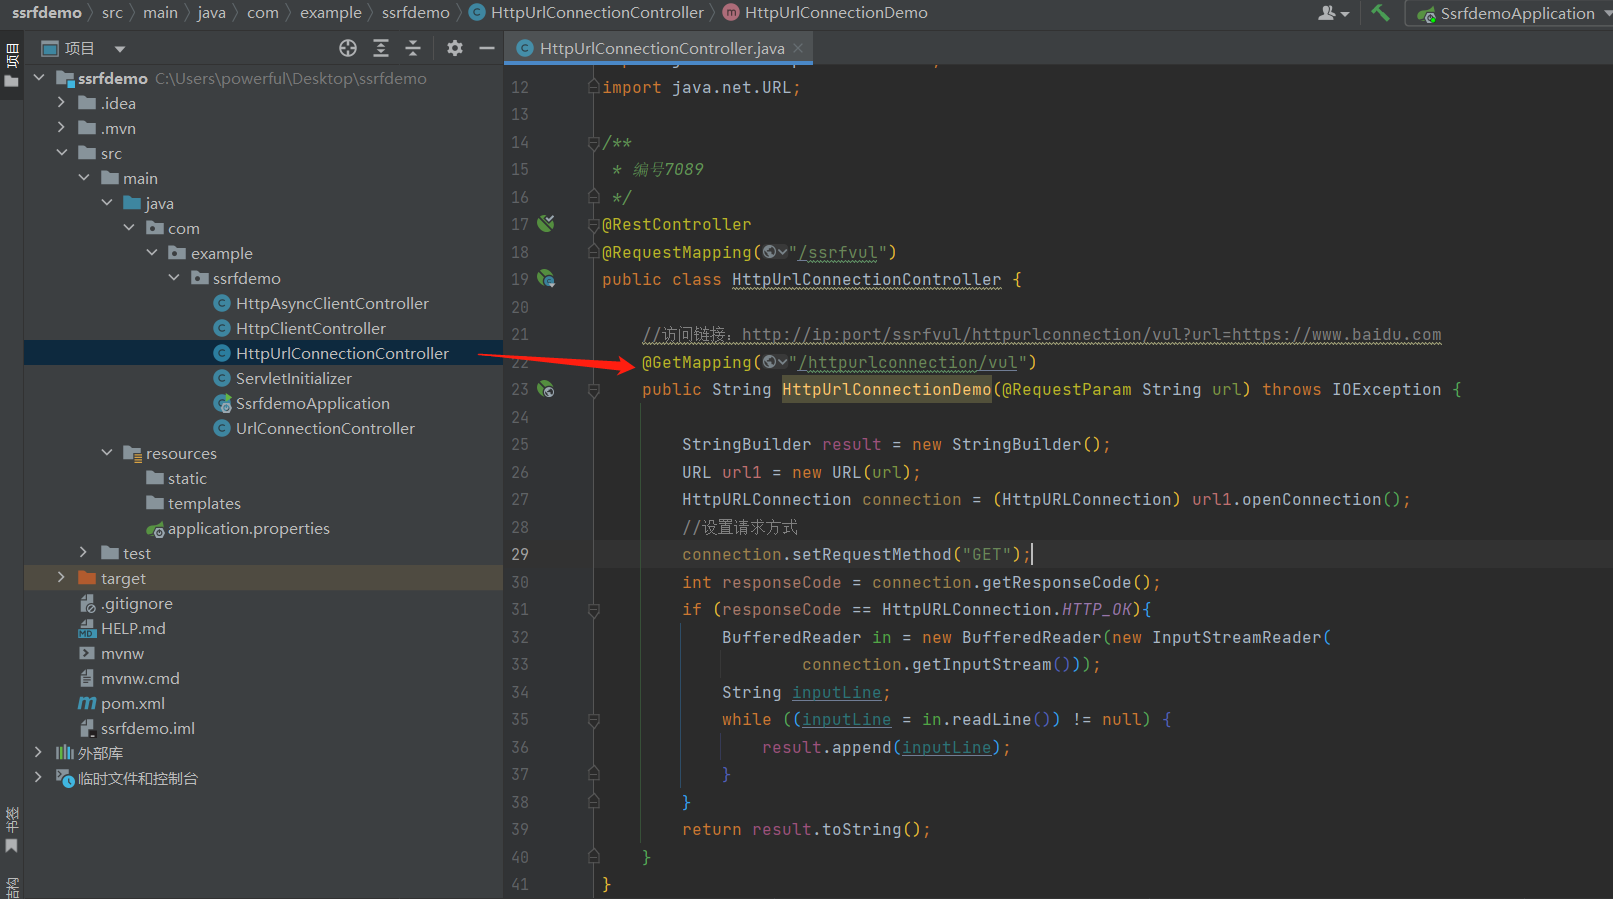 ssrfdemo src main java com example ssrfdemo HttpUrlConnectionController HttpUrlConnectionDemo
SsrfdemoApplication
项目
项目
HttpUrlConnectionController.java
ssrfdemo C:\Users\powerful\Desktop\ssrfdemo
.idea
.mvn
src
main
java
com
example
ssrfdemo
HttpAsyncClientController
HttpClientController
HttpUrlConnectionController
ServletInitializer
SsrfdemoApplication
UrlConnectionController
resources
static
templates
application.properties
test
target
.gitignore
HELP.md
mvnw
mvnw.cmd
pom.xml
ssrfdemo.iml
外部库
临时文件和控制台
书签
结构
12 import java.net.URL;
13
14 /**
15 * 编号7089
16 */
17 @RestController
18 @RequestMapping("/ssrfvul")
19 public class HttpUrlConnectionController {
20
21 //访问链接: http://ip:port/ssrfvul/httpurlconnection/vul?url=https://www.baidu.com
22 @GetMapping("/httpurlconnection/vul")
23 public String HttpUrlConnectionDemo(@RequestParam String url) throws IOException {
24
25 StringBuilder result = new StringBuilder();
26 URL url1 = new URL(url);
27 HttpURLConnection connection = (HttpURLConnection) url1.openConnection();
28 //设置请求方式
29 connection.setRequestMethod("GET");
30 int responseCode = connection.getResponseCode();
31 if (responseCode == HttpURLConnection.HTTP_OK){
32 BufferedReader in = new BufferedReader(new InputStreamReader(
33 connection.getInputStream()));
34 String inputLine;
35 while ((inputLine = in.readLine()) != null) {
36 result.append(inputLine);
37 }
38 }
39 return result.toString();
40 }
41 }